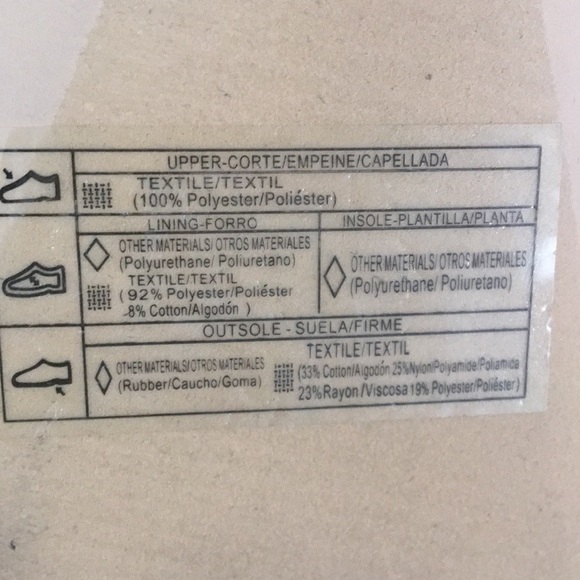 UPPER-CORTE/EMPEINE/CAPELLADA
TEXTILE/TEXTIL
(100% Polyester/Poliéster)
LINING-FORRO
OTHER MATERIALS/OTROS MATERIALES
(Polyurethane/ Poliuretano)
TEXTILE/TEXTIL
(92% Polyester/Poliéster
-8% Cotton/Algodón )
INSOLE-PLANTILLA/PLANTA
OTHER MATERIALS/ OTROS MATERIALES
(Polyurethane/ Poliuretano)
OUTSOLE - SUELA/FIRME
OTHER MATERIALS/OTROS MATERIALES
(Rubber/Caucho/Goma)
TEXTILE/TEXTIL
(33% Cotton/Algodón 25%Nylon/Polyamide/Poliamida
23%Rayon/Viscosa 19% Polyester/Poliéster)